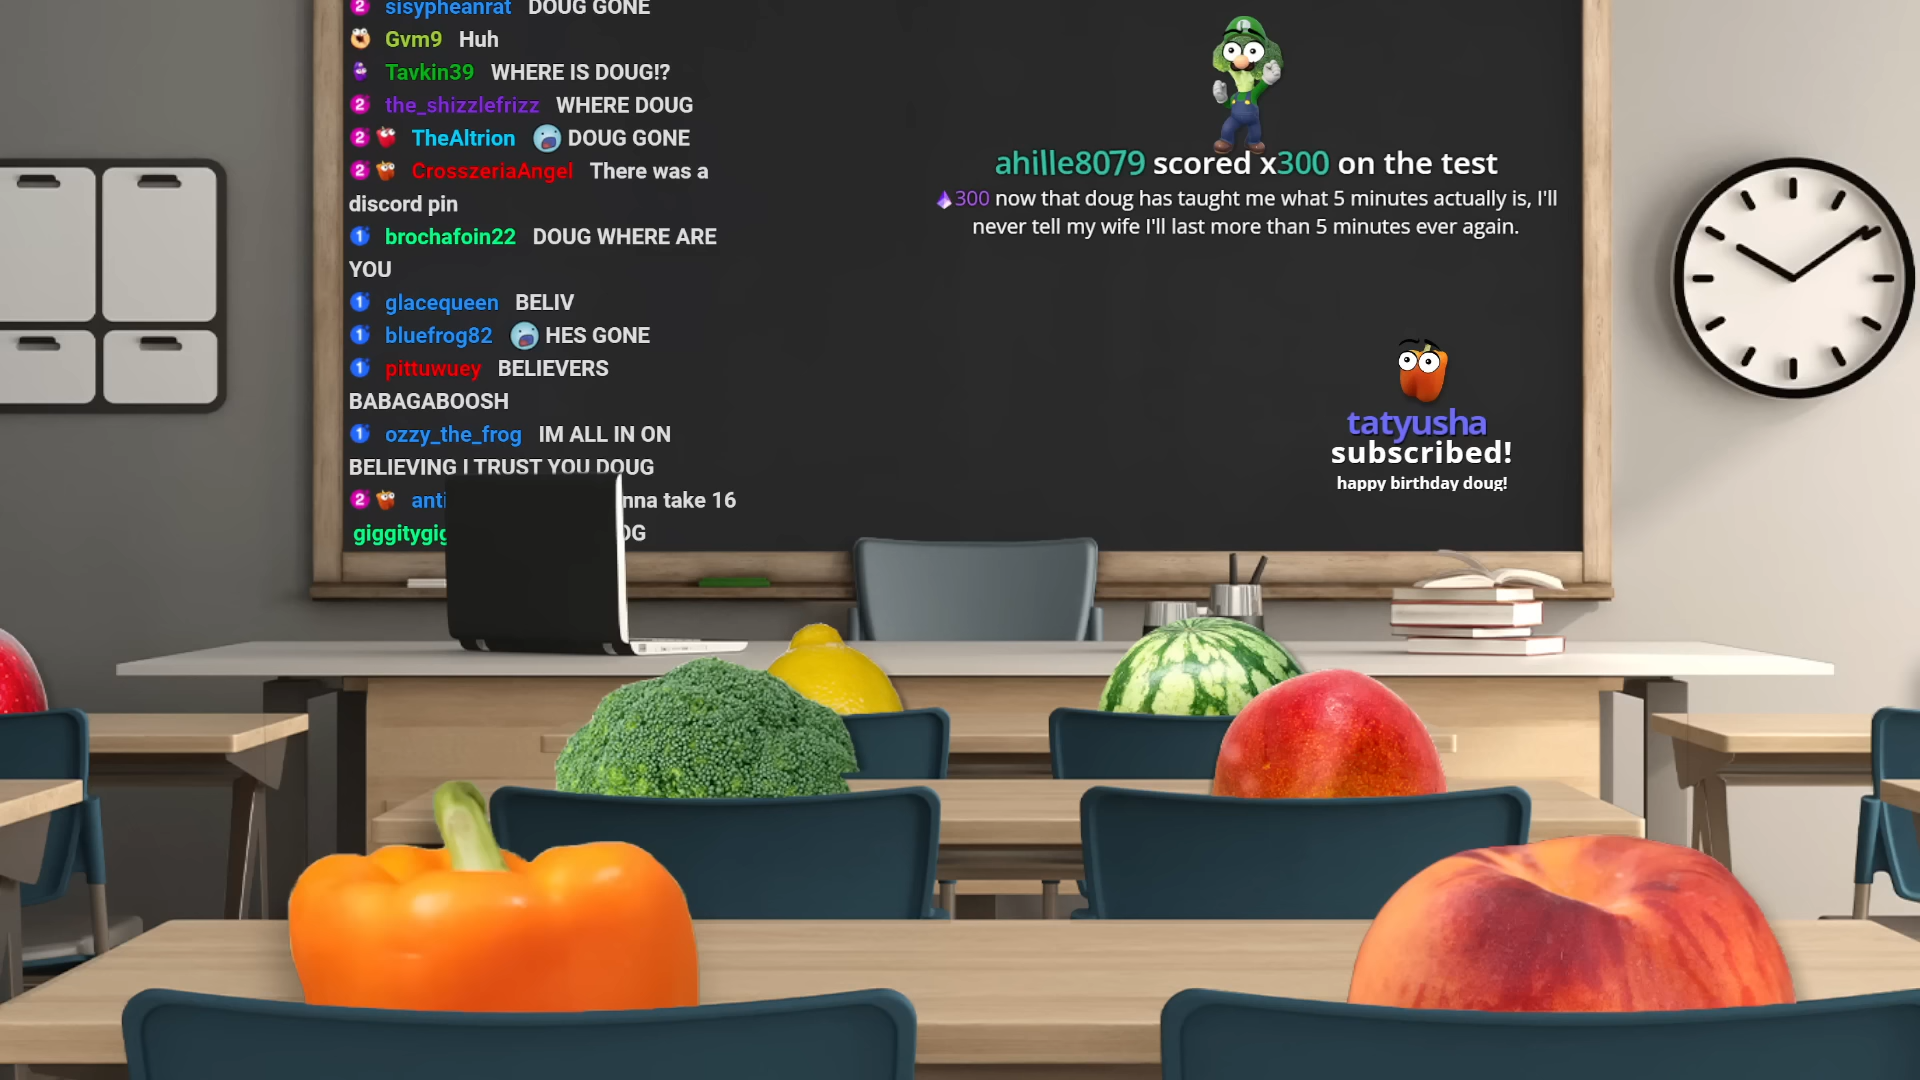 sisypheanrat DOUG GONE
Gvm9 Huh
Tavkin39 WHERE IS DOUG!?
the_shizzlefrizz WHERE DOUG
TheAltrion DOUG GONE
CrosszeriaAngel There was a
discord pin
brochafoin22 DOUG WHERE ARE
YOU
glacequeen BELIV
bluefrog82 HES GONE
pittuwuey BELIEVERS
BABAGABOOSH
ozzy_the_frog IM ALL IN ON
BELIEVING I TRUST YOU DOUG
take 16
ahille8079 scored x300 on the test
300 now that doug has taught me what 5 minutes actually is, I'll
never tell my wife I'll last more than 5 minutes ever again.
tatyusha
subscribed!
happy birthday doug!